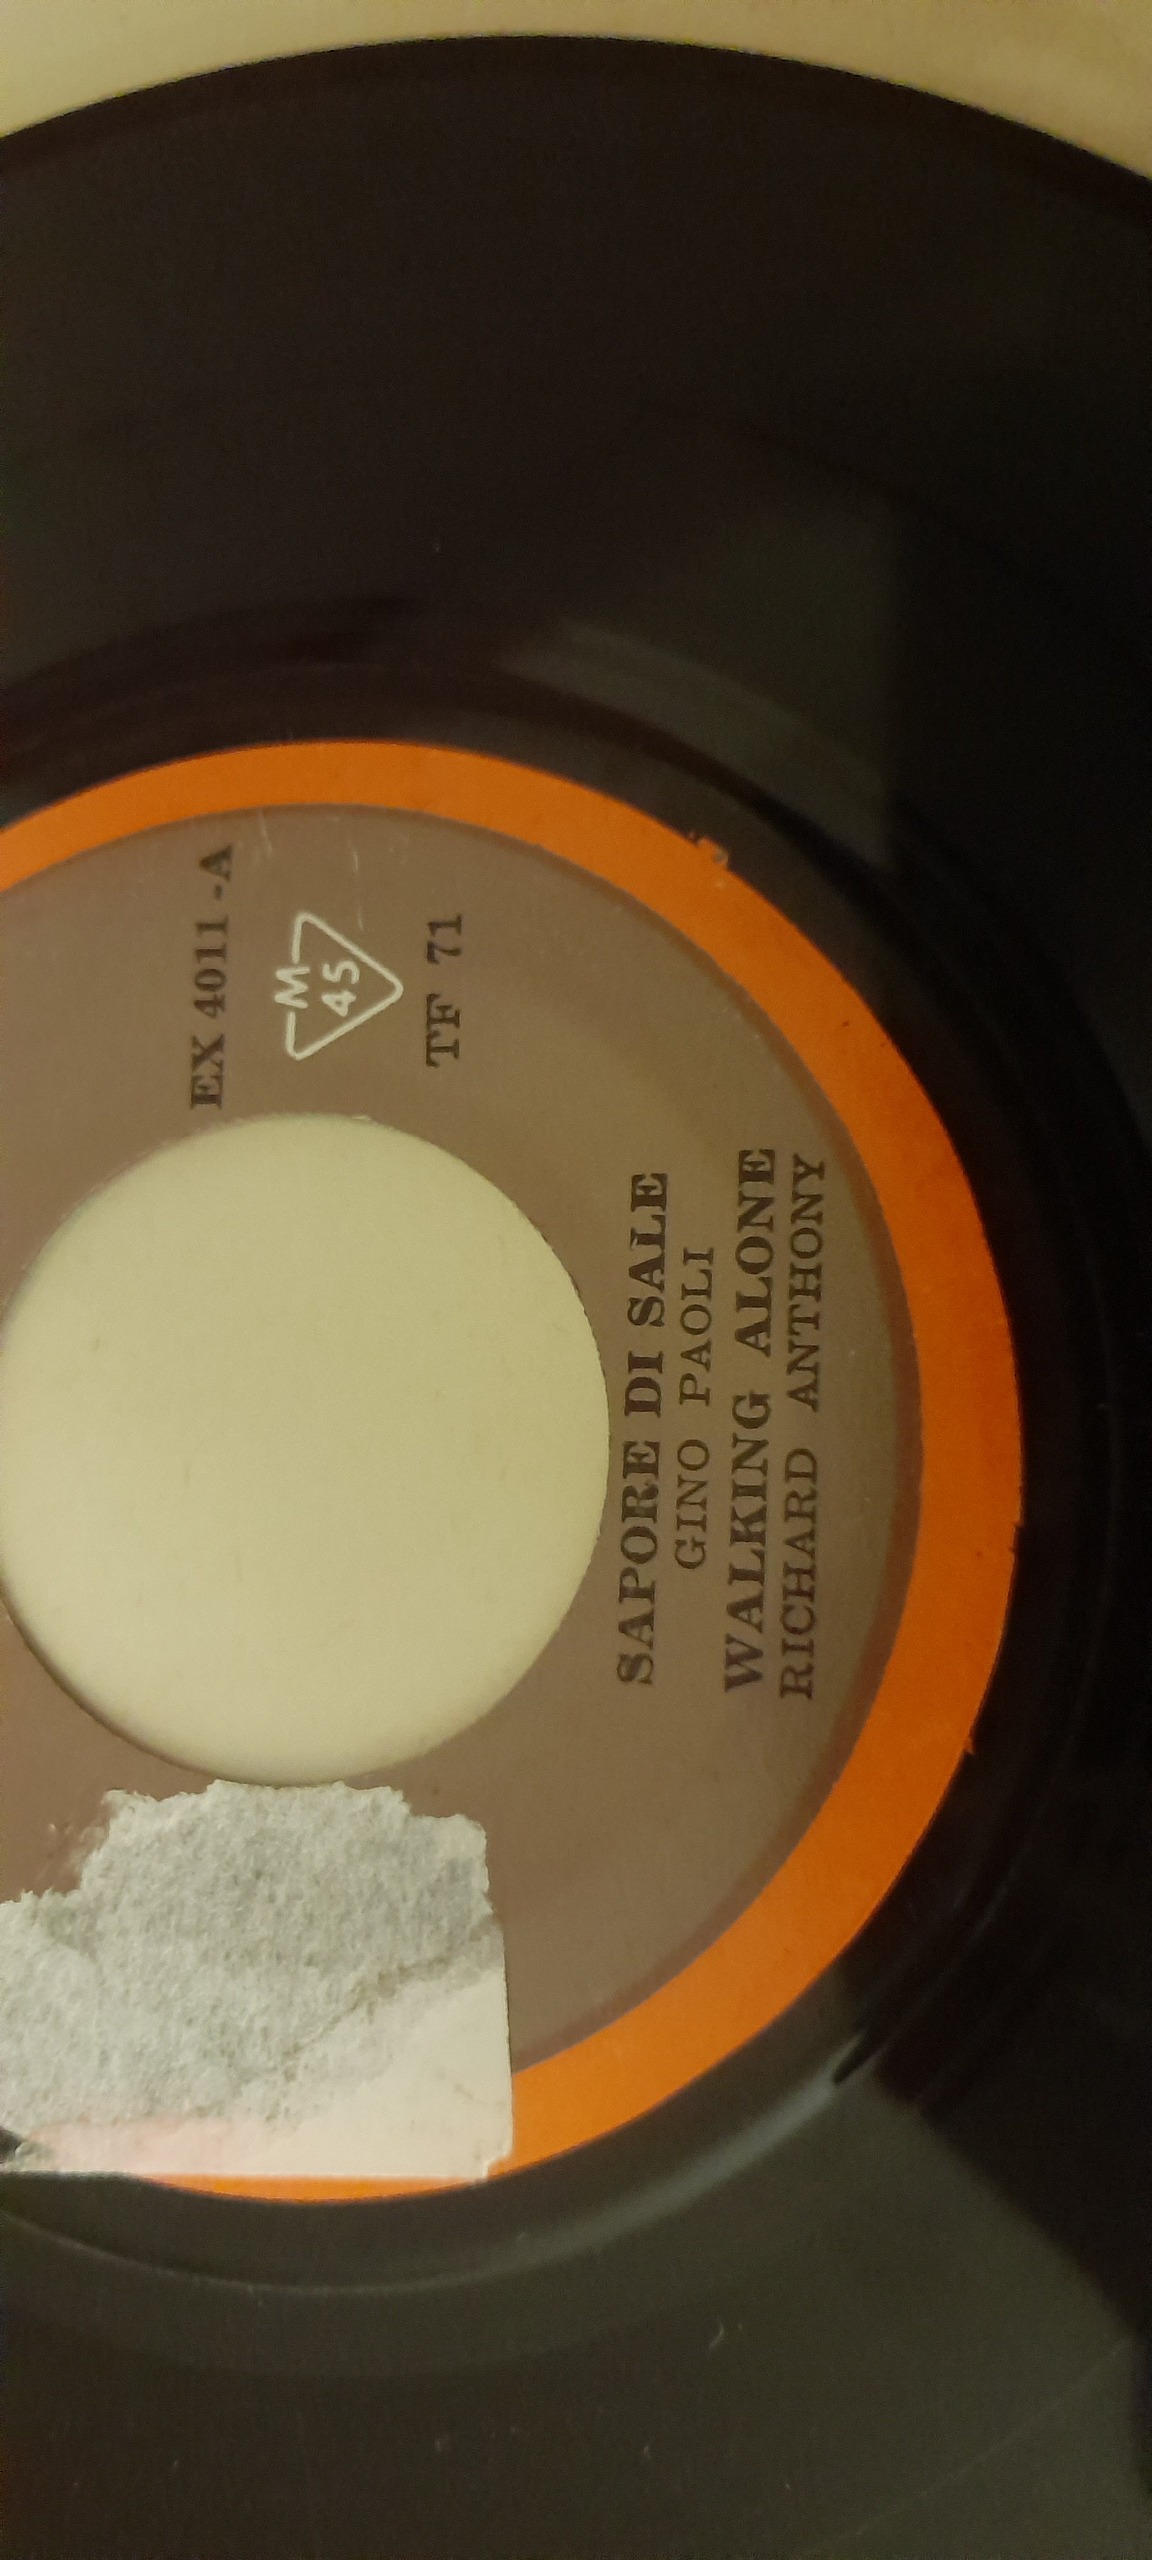 EX 4011-A
M
45
TF 71
SAPORE DI SALE
GINO PAOLI
WALKING ALONE
RICHARD ANTHONY